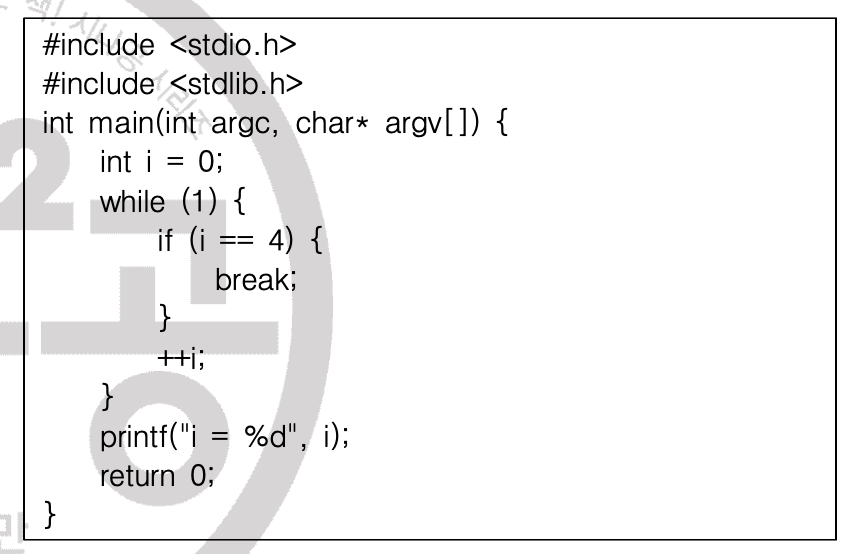 #include <stdio.h>
#include <stdlib.h>
int main(int argc, char* argv[]) {
    int i = 0;
    while (1) {
        if (i == 4) {
            break;
        }
        ++i;
    }
    printf("i = %d", i);
    return 0;
}